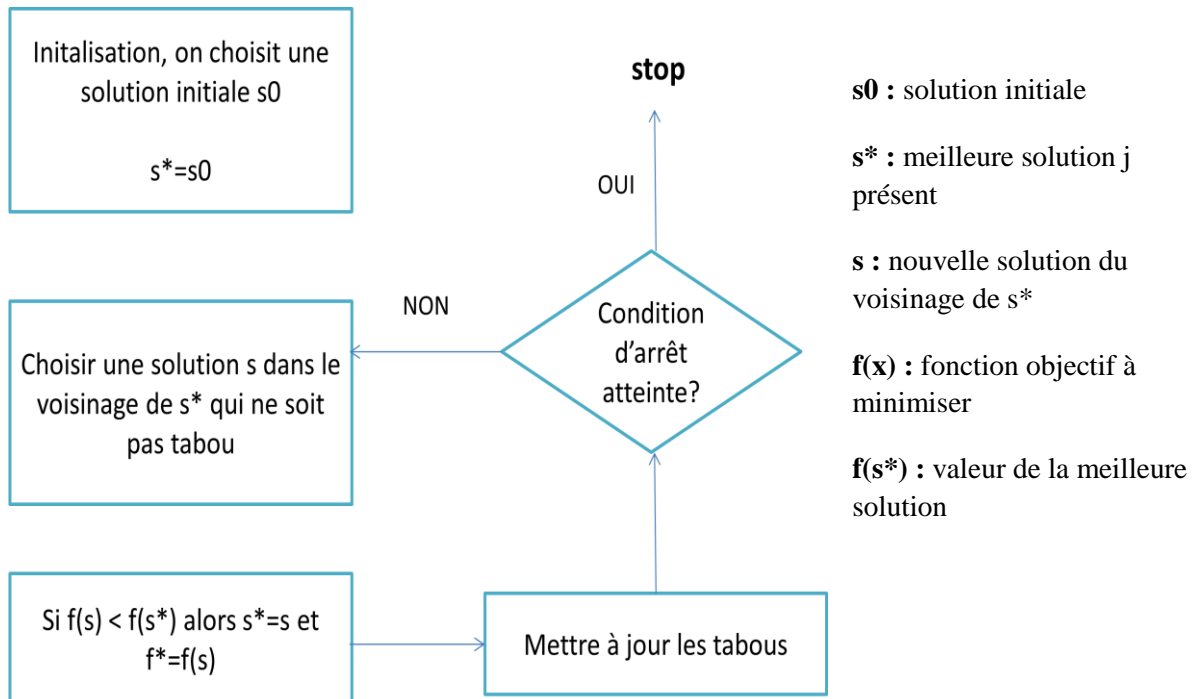 Initalisation, on choisit une
solution initiale s0
s*=s0
stop
OUI
NON
Condition
d'arrêt
atteinte?
Choisir une solution s dans le
voisinage de s* qui ne soit
pas tabou
Si f(s) < f(s*) alors s*=s et
f*=f(s)
Mettre à jour les tabous
s0 : solution initiale
s* : meilleure solution j
présent
s : nouvelle solution du
voisinage de s*
f(x) : fonction objectif à
minimiser
f(s*) : valeur de la meilleure
solution